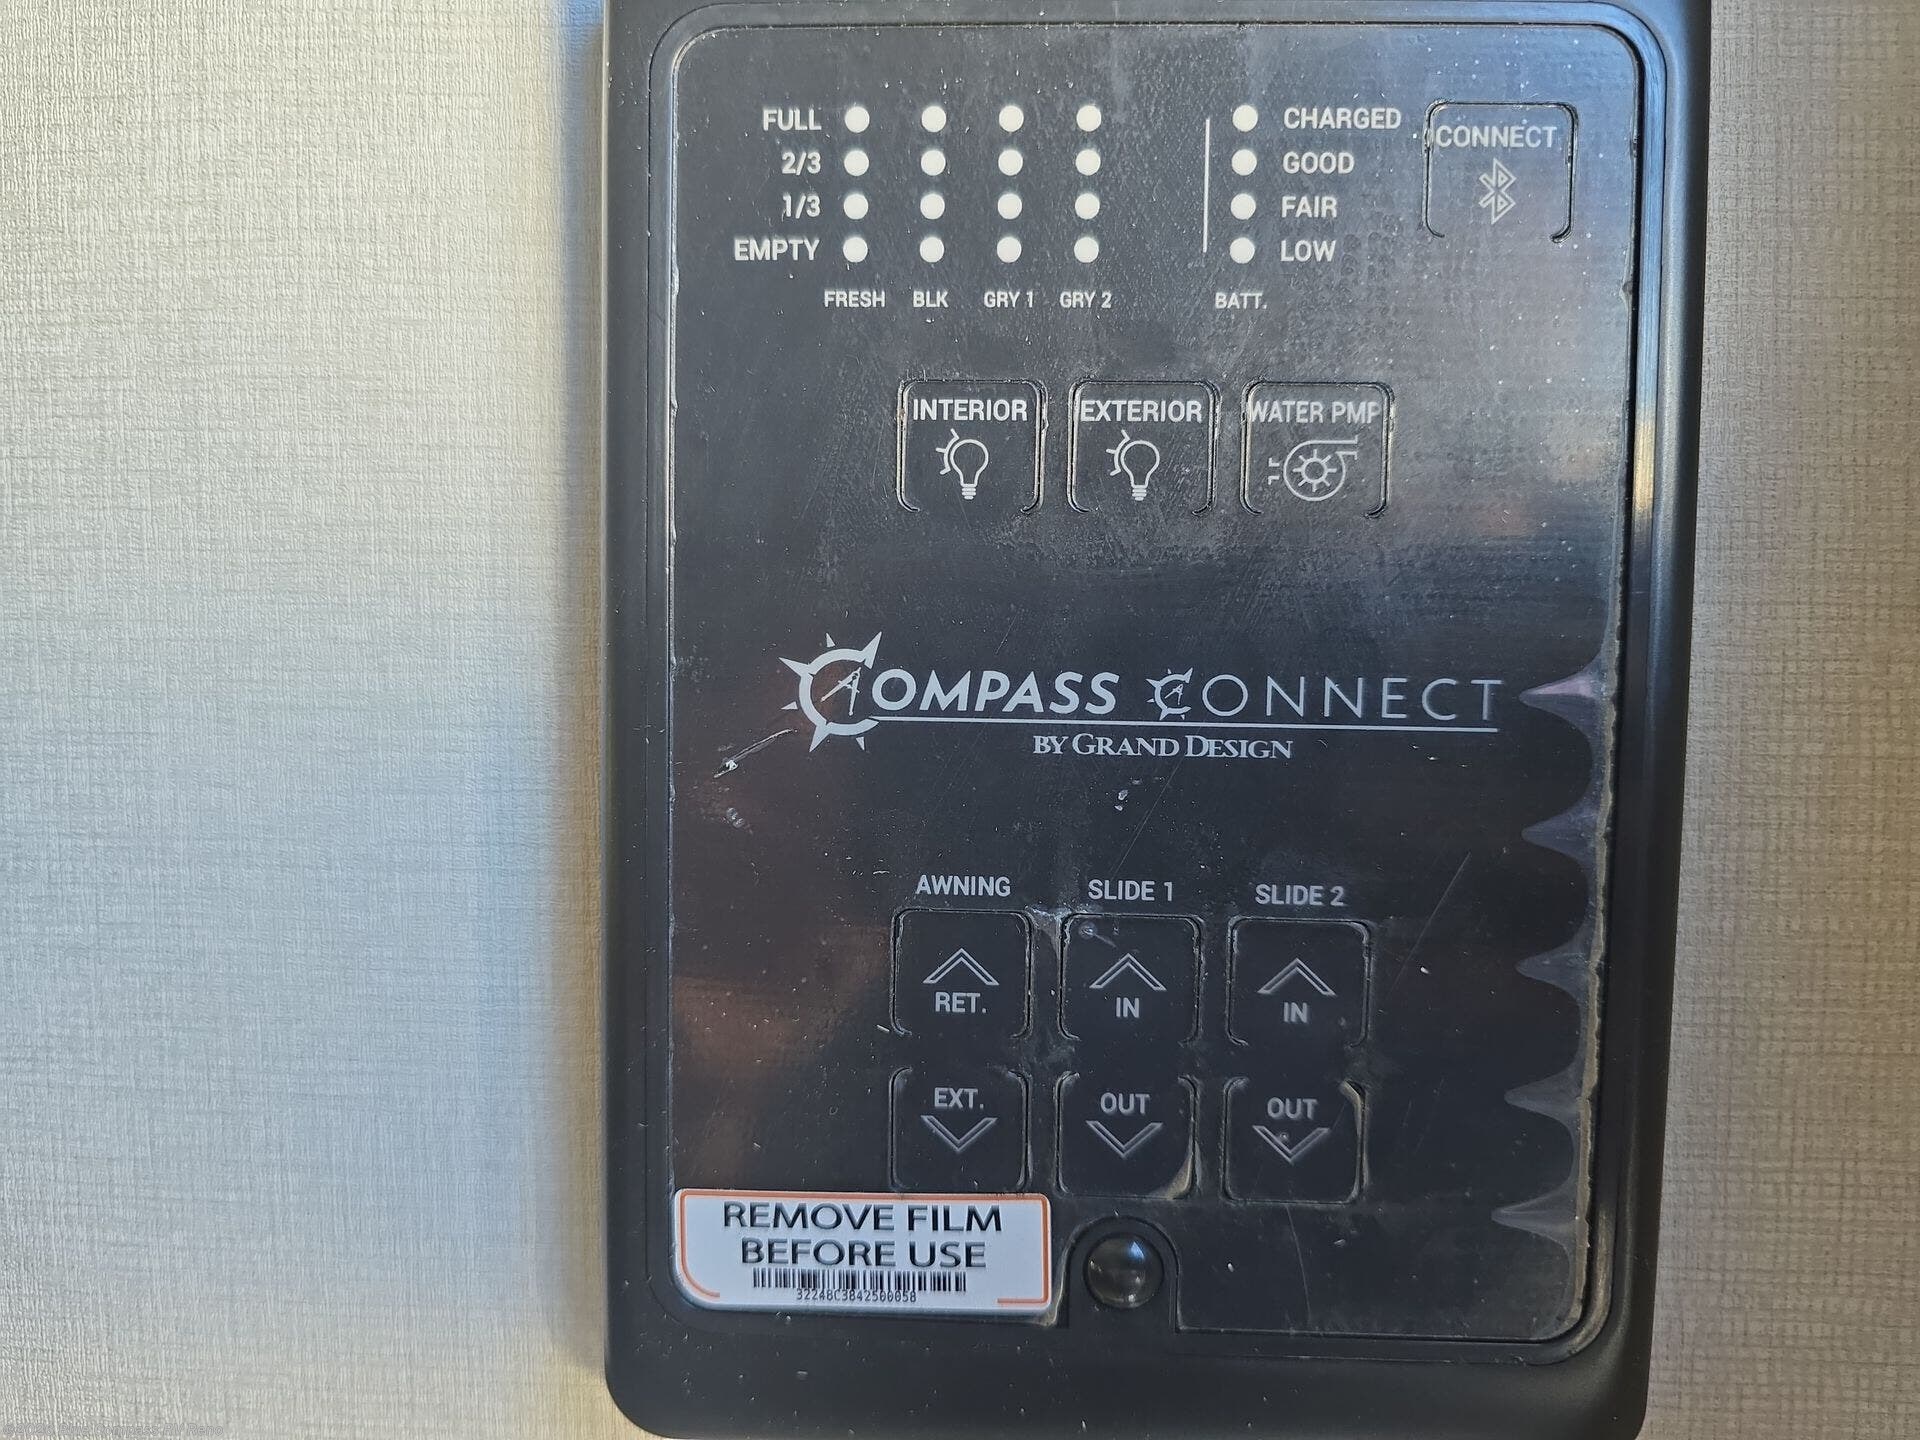 FULL CHARGED
2/3 GOOD
1/3 FAIR
EMPTY LOW
FRESH BLK GRY 1 GRY 2 BATT.
CONNECT
INTERIOR EXTERIOR WATER PMP
COMPASS CONNECT
BY GRAND DESIGN
AWNING SLIDE 1 SLIDE 2
RET. IN IN
EXT. OUT OUT
REMOVE FILM
BEFORE USE
32248C3842500058